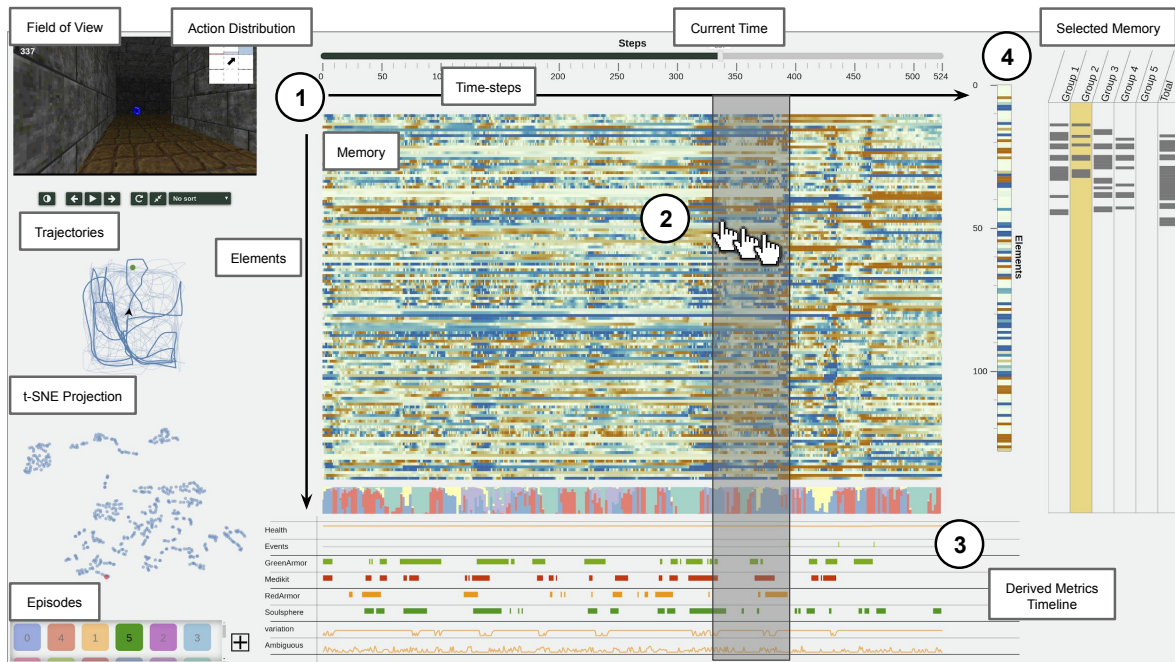 Field of View
Action Distribution
Current Time
Selected Memory
337
Steps
0
50
100
150
200
250
300
350
400
450
500
524
Time-steps
1
4
Group 1
Group 2
Group 3
Group 4
Group 5
Total
Memory
0
50
100
Elements
No sort
Trajectories
Elements
2
t-SNE Projection
Health
Events
GreenArmor
Medikit
RedArmor
Soulsphere
variation
Ambiguous
3
Derived Metrics
Timeline
Episodes
0
4
1
5
2
3